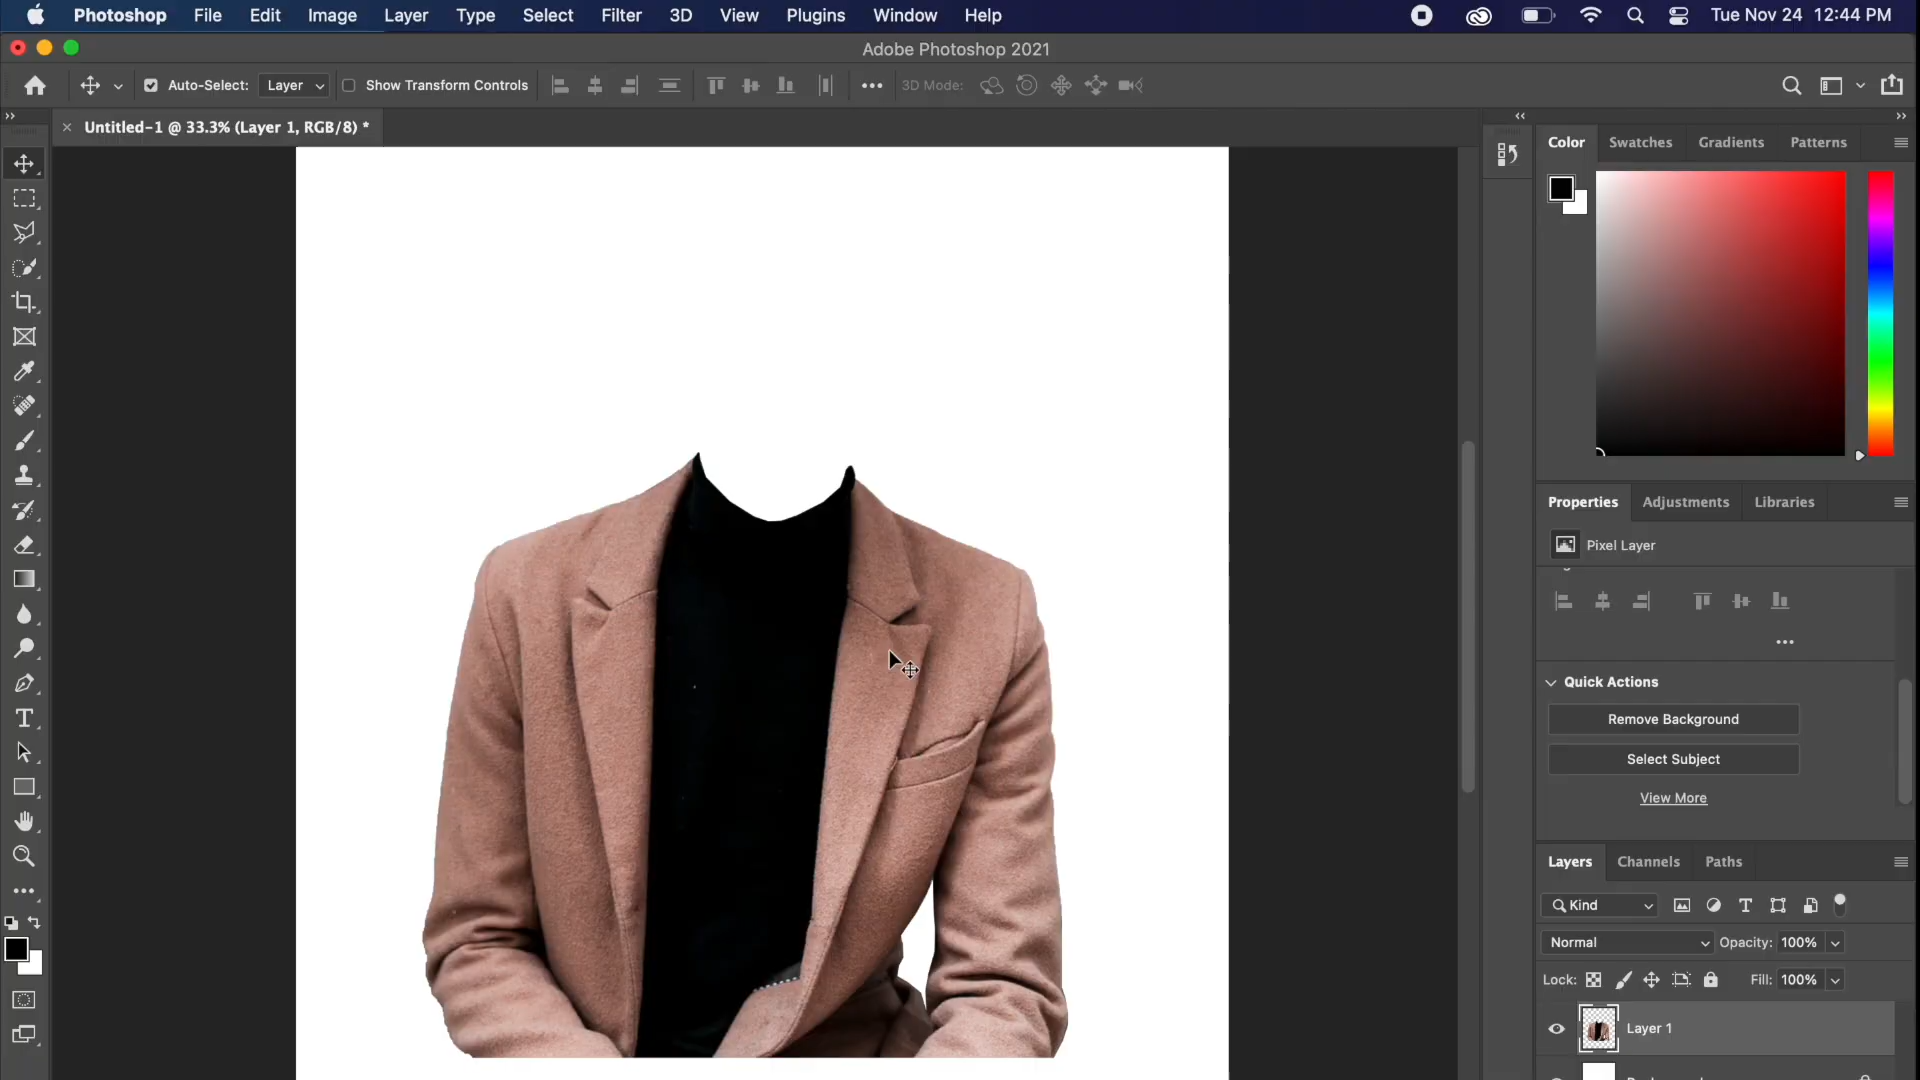 Photoshop File Edit Image Layer Type Select Filter 3D View Plugins Window Help Tue Nov 24 12:44 PM
Adobe Photoshop 2021
Auto-Select: Layer Show Transform Controls 3D Mode:
Untitled-1 @ 33.3% (Layer 1, RGB/8) *
Color Swatches Gradients Patterns
Properties Adjustments Libraries
Pixel Layer
Quick Actions
Remove Background
Select Subject
View More
Layers Channels Paths
Kind
Normal Opacity: 100%
Lock: Fill: 100%
Layer 1